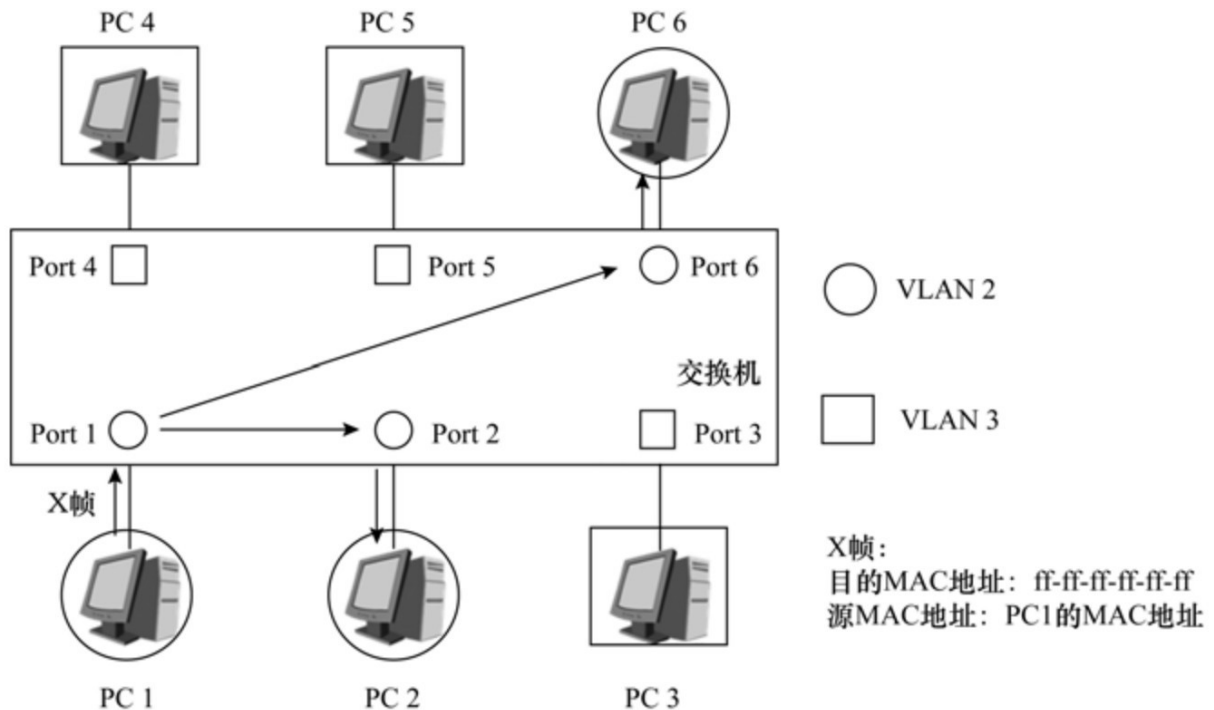 PC 4
PC 5
PC 6
Port 4
Port 5
Port 6
VLAN 2
交换机
Port 1
Port 2
Port 3
VLAN 3
X帧
X帧：
目的MAC地址：ff-ff-ff-ff-ff-ff
源MAC地址：PC1的MAC地址
PC 1
PC 2
PC 3